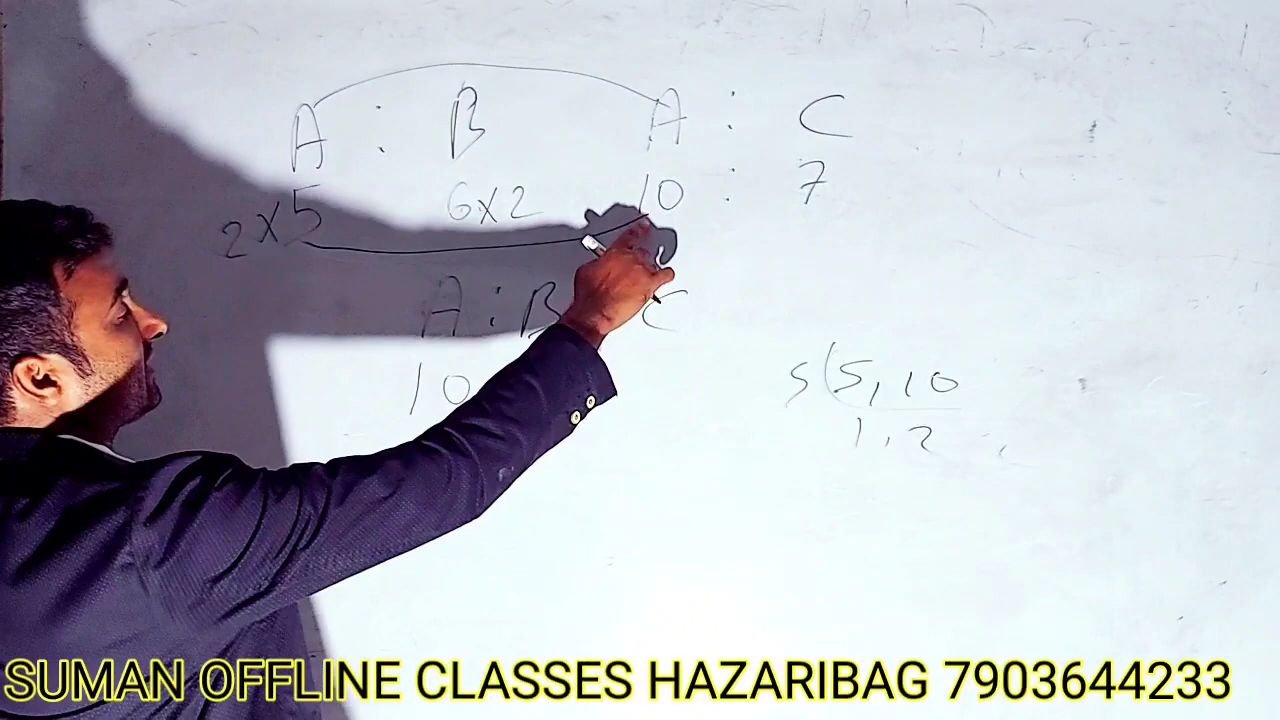 A : B A : C
2×5 6×2 10 : 7
A : B C
10
5(5, 10
1, 2
SUMAN OFFLINE CLASSES HAZARIBAG 7903644233